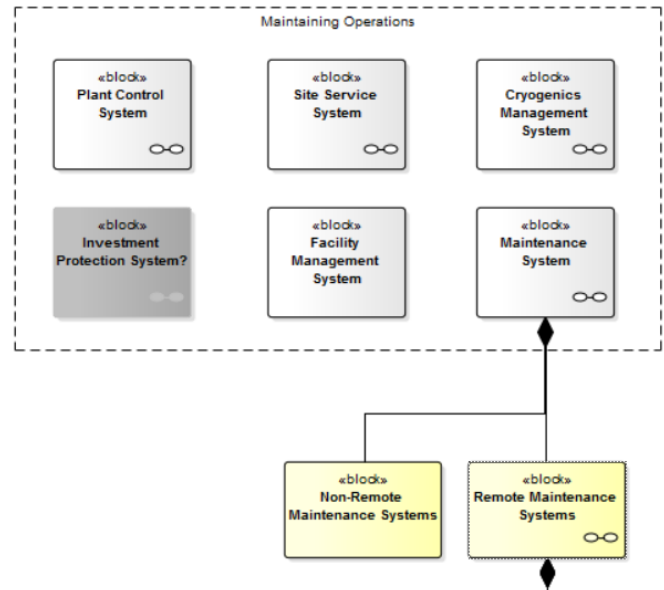 Maintaining Operations
«block»
Plant Control
System
«block»
Site Service
System
«block»
Cryogenics
Management
System
«block»
Investment
Protection System?
«block»
Facility
Management
System
«block»
Maintenance
System
«block»
Non-Remote
Maintenance Systems
«block»
Remote Maintenance
Systems